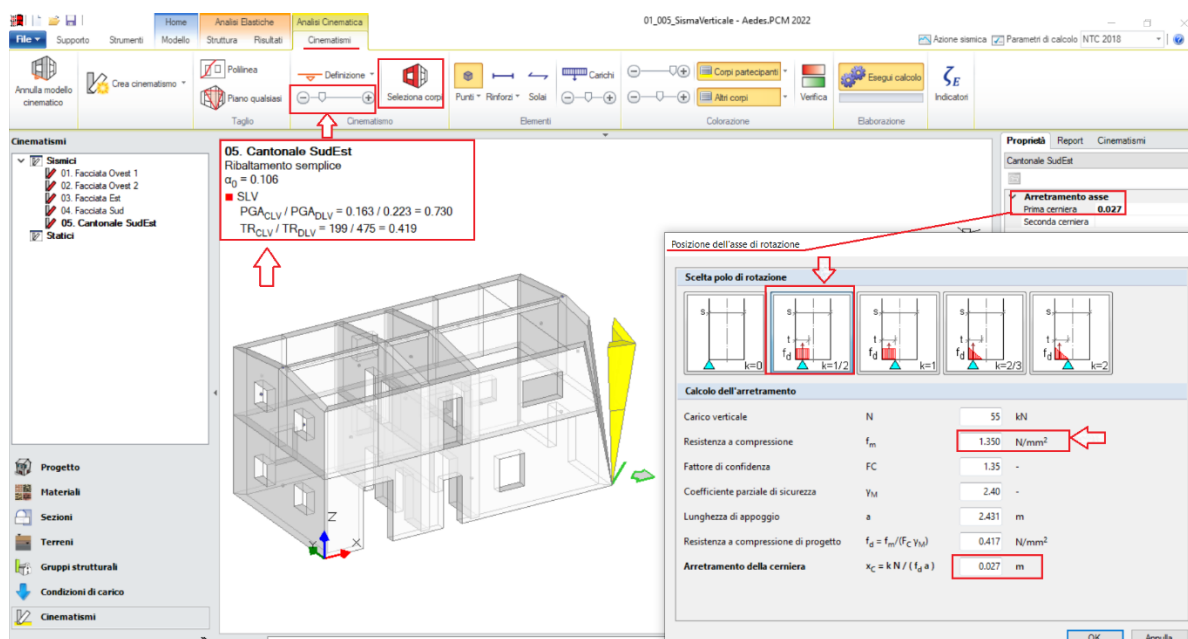 01_005_SismaVerticale - Aedes.PCM 2022
Home
Analisi Elastiche
Analisi Cinematica
File
Supporto
Strumenti
Modello
Struttura
Risultati
Cinematismi
Azione sismica
Parametri di calcolo
NTC 2018
Annulla modello
cinematico
Crea cinematismo
Polilinea
Piano qualsiasi
Taglio
Definizione
Seleziona corpi
Cinematismo
Punti
Rinforzi
Solai
Carichi
Elementi
Corpi partecipanti
Altri corpi
Verifica
Colorazione
Esegui calcolo
Elaborazione
ζE
Indicatori
Cinematismi
Sismici
01. Facciata Ovest 1
02. Facciata Ovest 2
03. Facciata Est
04. Facciata Sud
05. Cantonale SudEst
Statici
05. Cantonale SudEst
Ribaltamento semplice
α0 = 0.106
SLV
PGACLV / PGADLV = 0.163 / 0.223 = 0.730
TRCLV / TRDLV = 199 / 475 = 0.419
Z
Y
X
Proprietà
Report
Cinematismi
Cantonale SudEst
Arretramento asse
Prima cerniera 0.027
Seconda cerniera
Posizione dell'asse di rotazione
Scelta polo di rotazione
s
k=0
s
t
fd
k=1/2
s
t
fd
k=1
s
t
fd
k=2/3
s
t
fd
k=2
Calcolo dell'arretramento
Carico verticale N 55 kN
Resistenza a compressione fm 1.350 N/mm2
Fattore di confidenza FC 1.35 -
Coefficiente parziale di sicurezza γM 2.40 -
Lunghezza di appoggio a 2.431 m
Resistenza a compressione di progetto fd = fm/(FC γM) 0.417 N/mm2
Arretramento della cerniera xC = k N / ( fd a ) 0.027 m
OK
Annulla
Progetto
Materiali
Sezioni
Terreni
Gruppi strutturali
Condizioni di carico
Cinematismi